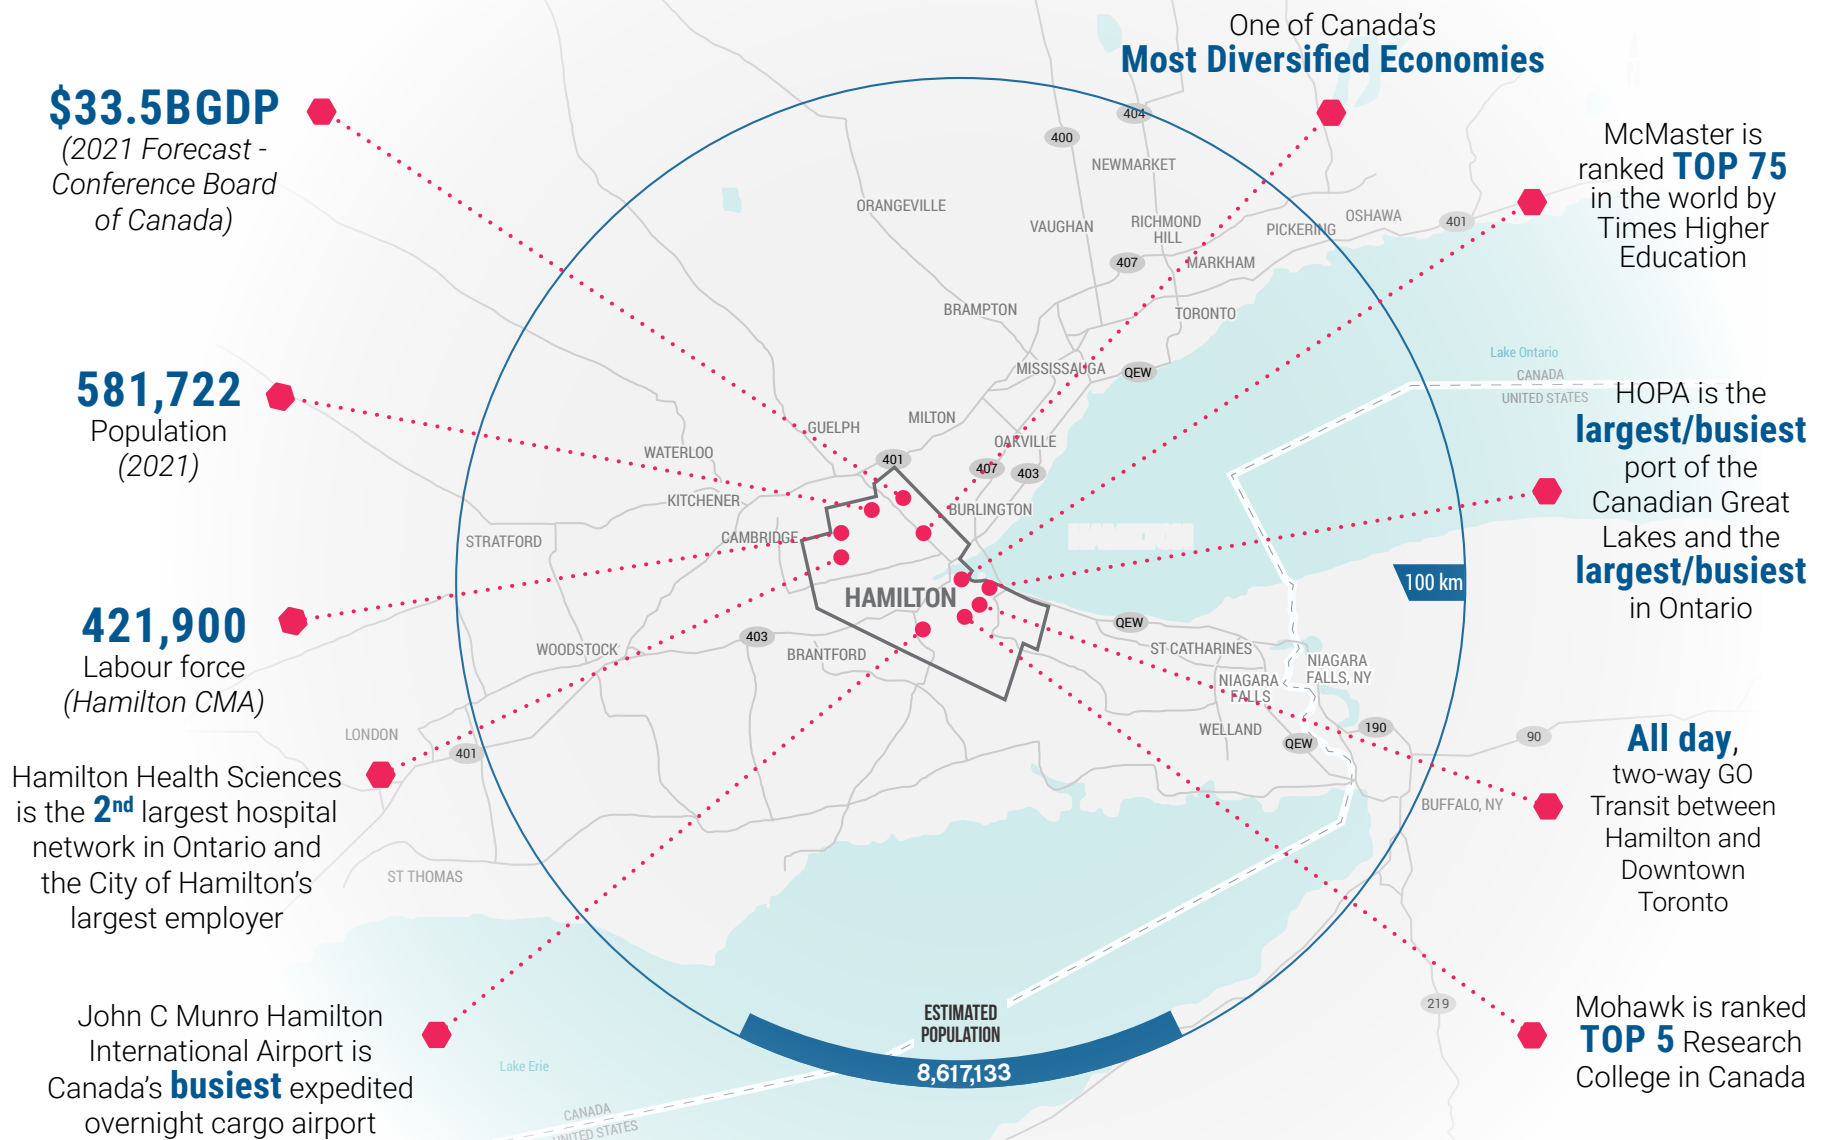 One of Canada's
Most Diversified Economies
$33.5BGDP
(2021 Forecast -
Conference Board
of Canada)
McMaster is
ranked TOP 75
in the world by
Times Higher
Education
581,722
Population
(2021)
HOPA is the
largest/busiest
port of the
Canadian Great
Lakes and the
largest/busiest
in Ontario
421,900
Labour force
(Hamilton CMA)
Hamilton Health Sciences
is the 2nd largest hospital
network in Ontario and
the City of Hamilton's
largest employer
All day,
two-way GO
Transit between
Hamilton and
Downtown
Toronto
John C Munro Hamilton
International Airport is
Canada's busiest expedited
overnight cargo airport
Mohawk is ranked
TOP 5 Research
College in Canada
404
400
NEWMARKET
ORANGEVILLE
VAUGHAN
RICHMOND
HILL
PICKERING
OSHAWA
401
407
MARKHAM
BRAMPTON
TORONTO
MISSISSAUGA
QEW
Lake Ontario
CANADA
UNITED STATES
MILTON
GUELPH
OAKVILLE
WATERLOO
401
407
403
KITCHENER
BURLINGTON
CAMBRIDGE
STRATFORD
HAMILTON
HAMILTON
100 km
QEW
403
WOODSTOCK
BRANTFORD
ST CATHARINES
NIAGARA
FALLS
NIAGARA
FALLS, NY
WELLAND
QEW
190
90
LONDON
401
BUFFALO, NY
ST THOMAS
219
ESTIMATED
POPULATION
8,617,133
Lake Erie
CANADA
UNITED STATES